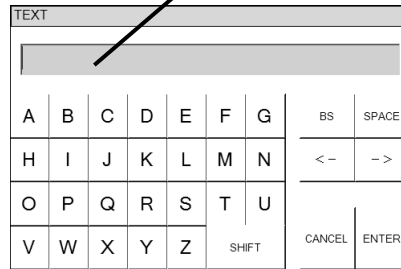 TEXT
A B C D E F G BS SPACE
H I J K L M N <- ->
O P Q R S T U
V W X Y Z SHIFT CANCEL ENTER